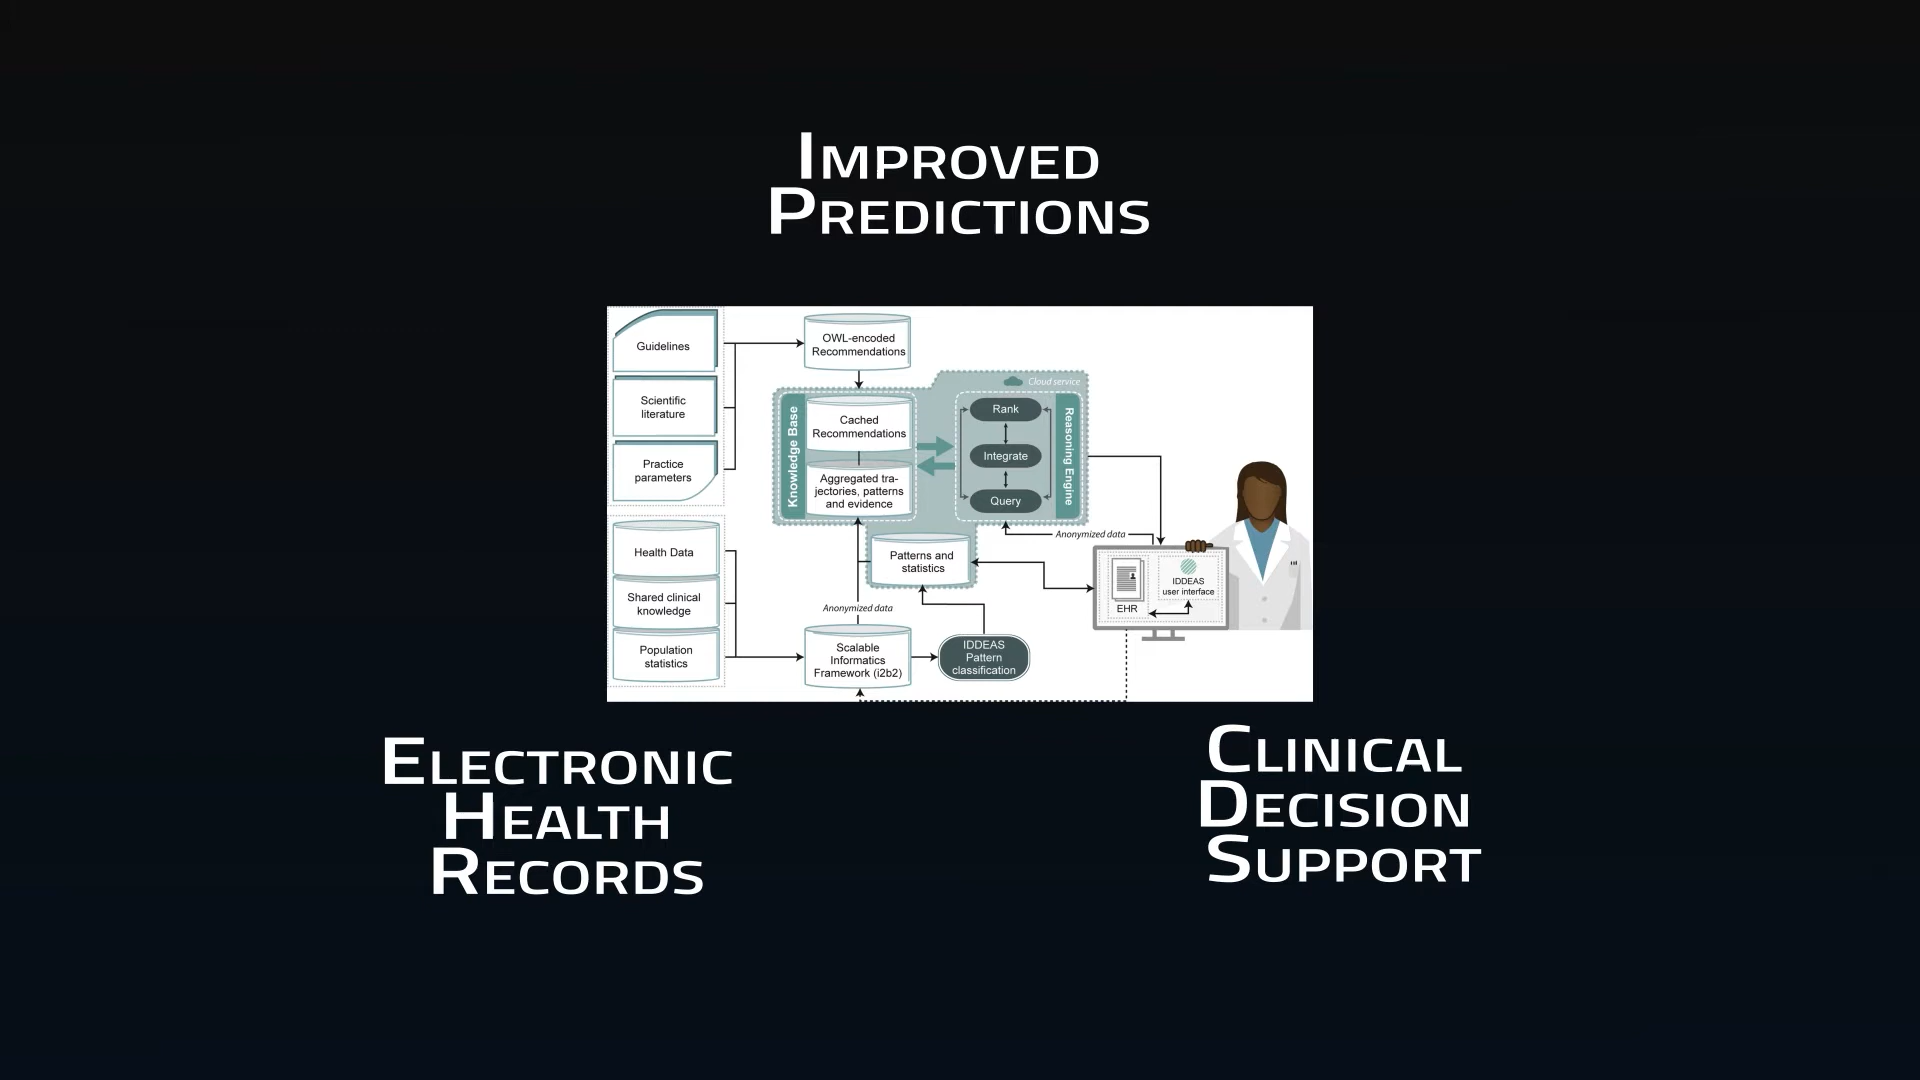 IMPROVED
PREDICTIONS
Guidelines
Scientific
literature
Practice
parameters
OWL-encoded
Recommendations
Cloud service
Knowledge Base
Cached
Recommendations
Aggregated tra-
jectories, patterns
and evidence
Rank
Integrate
Query
Reasoning Engine
Health Data
Shared clinical
knowledge
Population
statistics
Patterns and
statistics
Anonymized data
Anonymized data
Scalable
Informatics
Framework (i2b2)
IDDEAS
Pattern
classification
EHR
IDDEAS
user interface
ELECTRONIC
HEALTH
RECORDS
CLINICAL
DECISION
SUPPORT